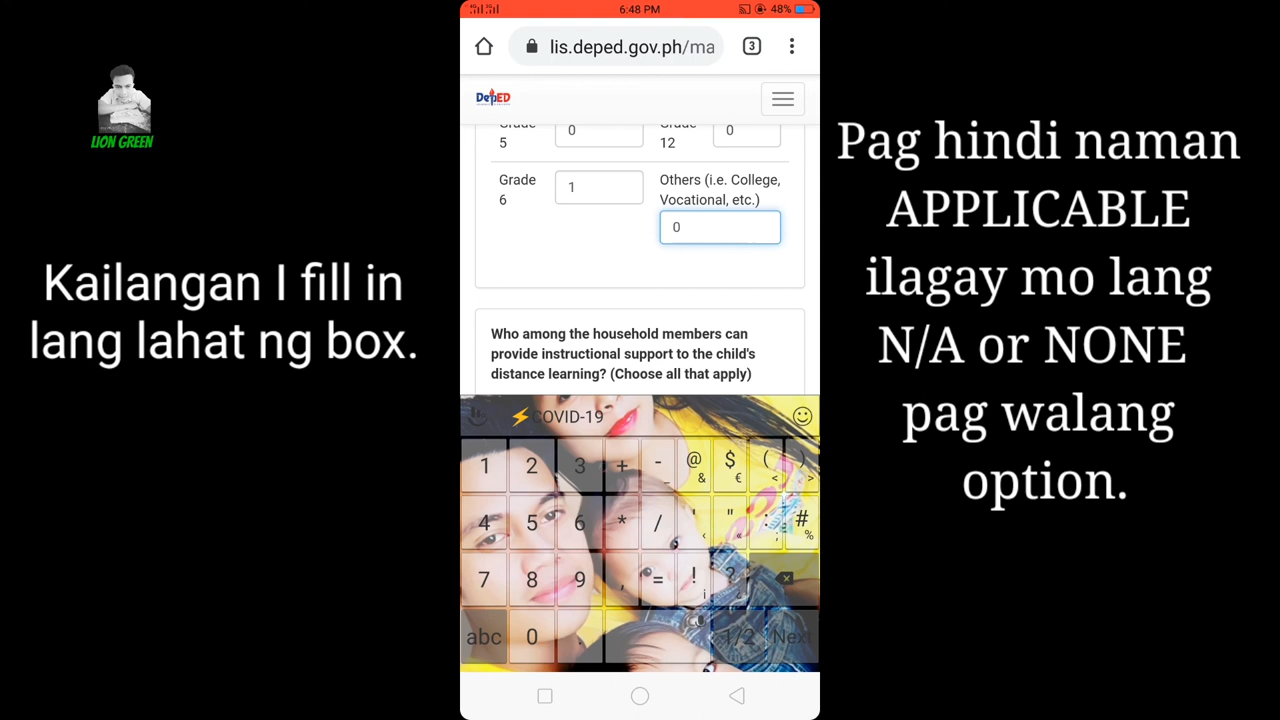 LION GREEN
Kailangan I fill in
lang lahat ng box.
6:48 PM
48%
lis.deped.gov.ph/ma
3
DepED
Grade
5
0
Grade
12
0
Grade
6
1
Others (i.e. College,
Vocational, etc.)
0
Who among the household members can
provide instructional support to the child's
distance learning? (Choose all that apply)
⚡COVID-19
1 2 3 + - _ @ & $ € ( < ) >
4 5 6 * / ' ‹ " « : ; # %
7 8 9 , = ! ¡ ?
abc 0 . 1/2 Next
Pag hindi naman
APPLICABLE
ilagay mo lang
N/A or NONE
pag walang
option.